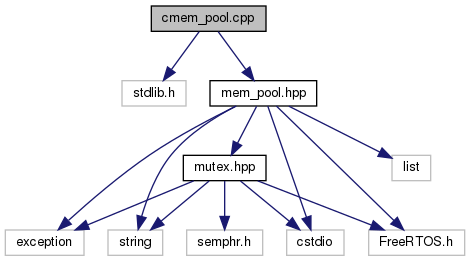 cmem_pool.cpp
stdlib.h
mem_pool.hpp
mutex.hpp
list
exception
string
semphr.h
cstdio
FreeRTOS.h